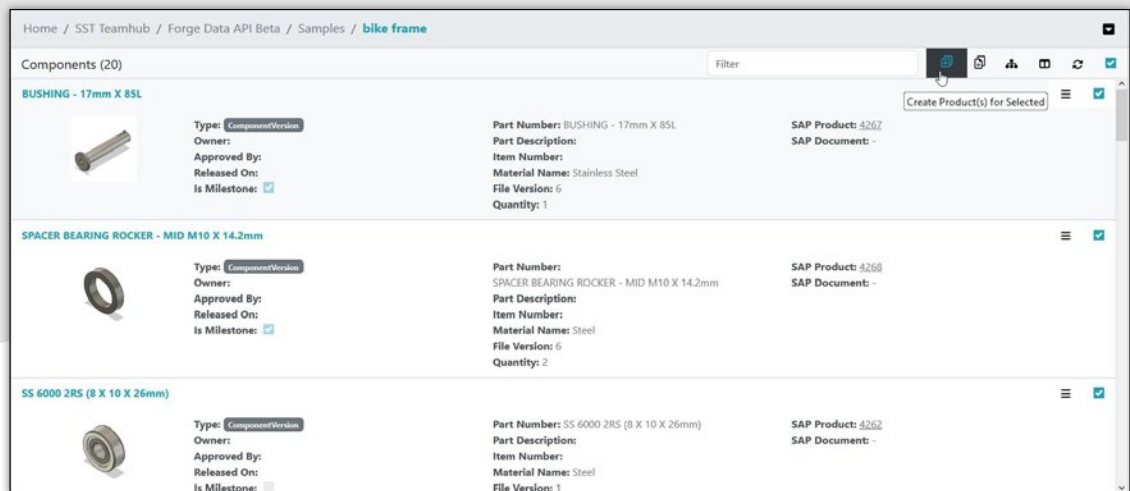 Home / SST Teamhub / Forge Data API Beta / Samples / bike frame
Components (20)
Filter
Create Product(s) for Selected
BUSHING - 17mm X 85L
Type: ComponentVersion
Owner:
Approved By:
Released On:
Is Milestone:
Part Number: BUSHING - 17mm X 85L
Part Description:
Item Number:
Material Name: Stainless Steel
File Version: 6
Quantity: 1
SAP Product: 4267
SAP Document: -
SPACER BEARING ROCKER - MID M10 X 14.2mm
Type: ComponentVersion
Owner:
Approved By:
Released On:
Is Milestone:
Part Number:
SPACER BEARING ROCKER - MID M10 X 14.2mm
Part Description:
Item Number:
Material Name: Steel
File Version: 6
Quantity: 2
SAP Product: 4268
SAP Document: -
SS 6000 2RS (8 X 10 X 26mm)
Type: ComponentVersion
Owner:
Approved By:
Released On:
Is Milestone:
Part Number: SS 6000 2RS (8 X 10 X 26mm)
Part Description:
Item Number:
Material Name: Steel
File Version: 1
SAP Product: 4262
SAP Document: -